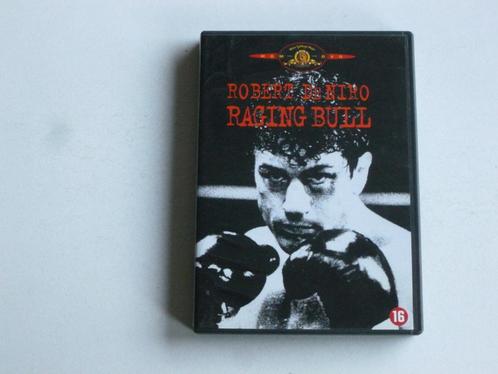 ROBERT De NIRO
RAGING BULL
16